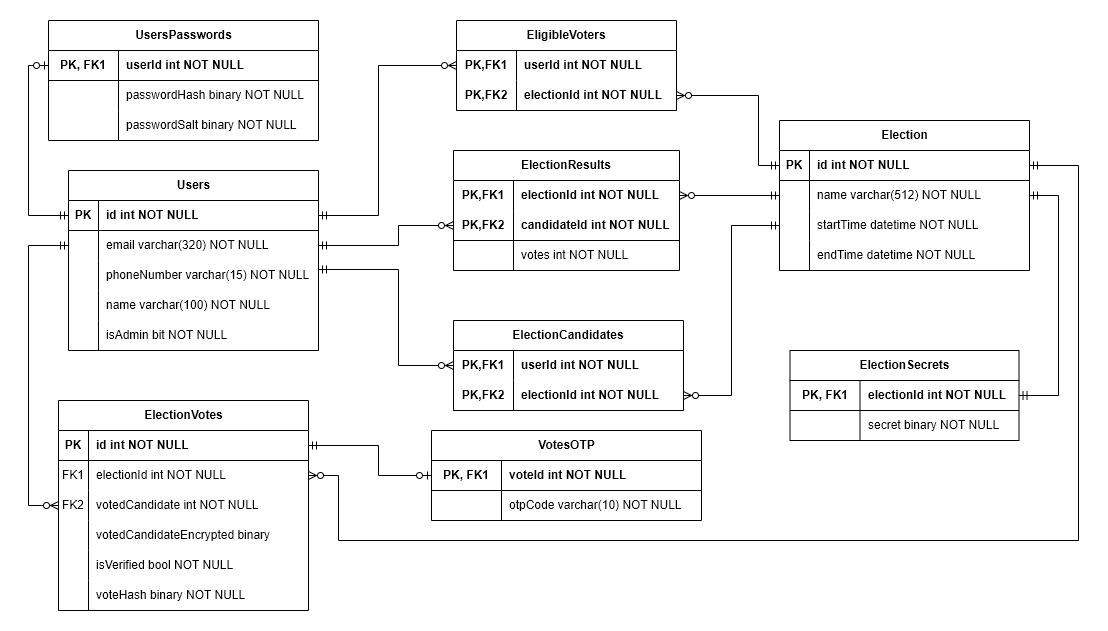 UsersPasswords
PK, FK1 userId int NOT NULL
passwordHash binary NOT NULL
passwordSalt binary NOT NULL
EligibleVoters
PK,FK1 userId int NOT NULL
PK,FK2 electionId int NOT NULL
Election
PK id int NOT NULL
name varchar(512) NOT NULL
startTime datetime NOT NULL
endTime datetime NOT NULL
Users
PK id int NOT NULL
email varchar(320) NOT NULL
phoneNumber varchar(15) NOT NULL
name varchar(100) NOT NULL
isAdmin bit NOT NULL
ElectionResults
PK,FK1 electionId int NOT NULL
PK,FK2 candidateId int NOT NULL
votes int NOT NULL
ElectionCandidates
PK,FK1 userId int NOT NULL
PK,FK2 electionId int NOT NULL
ElectionSecrets
PK, FK1 electionId int NOT NULL
secret binary NOT NULL
ElectionVotes
PK id int NOT NULL
FK1 electionId int NOT NULL
FK2 votedCandidate int NOT NULL
votedCandidateEncrypted binary
isVerified bool NOT NULL
voteHash binary NOT NULL
VotesOTP
PK, FK1 voteId int NOT NULL
otpCode varchar(10) NOT NULL